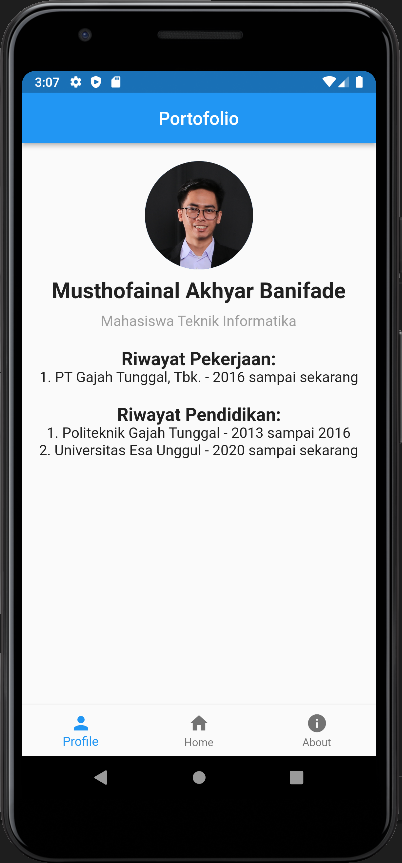 3:07
Portofolio
Musthofainal Akhyar Banifade
Mahasiswa Teknik Informatika
Riwayat Pekerjaan:
1. PT Gajah Tunggal, Tbk. - 2016 sampai sekarang
Riwayat Pendidikan:
1. Politeknik Gajah Tunggal - 2013 sampai 2016
2. Universitas Esa Unggul - 2020 sampai sekarang
Profile Home About